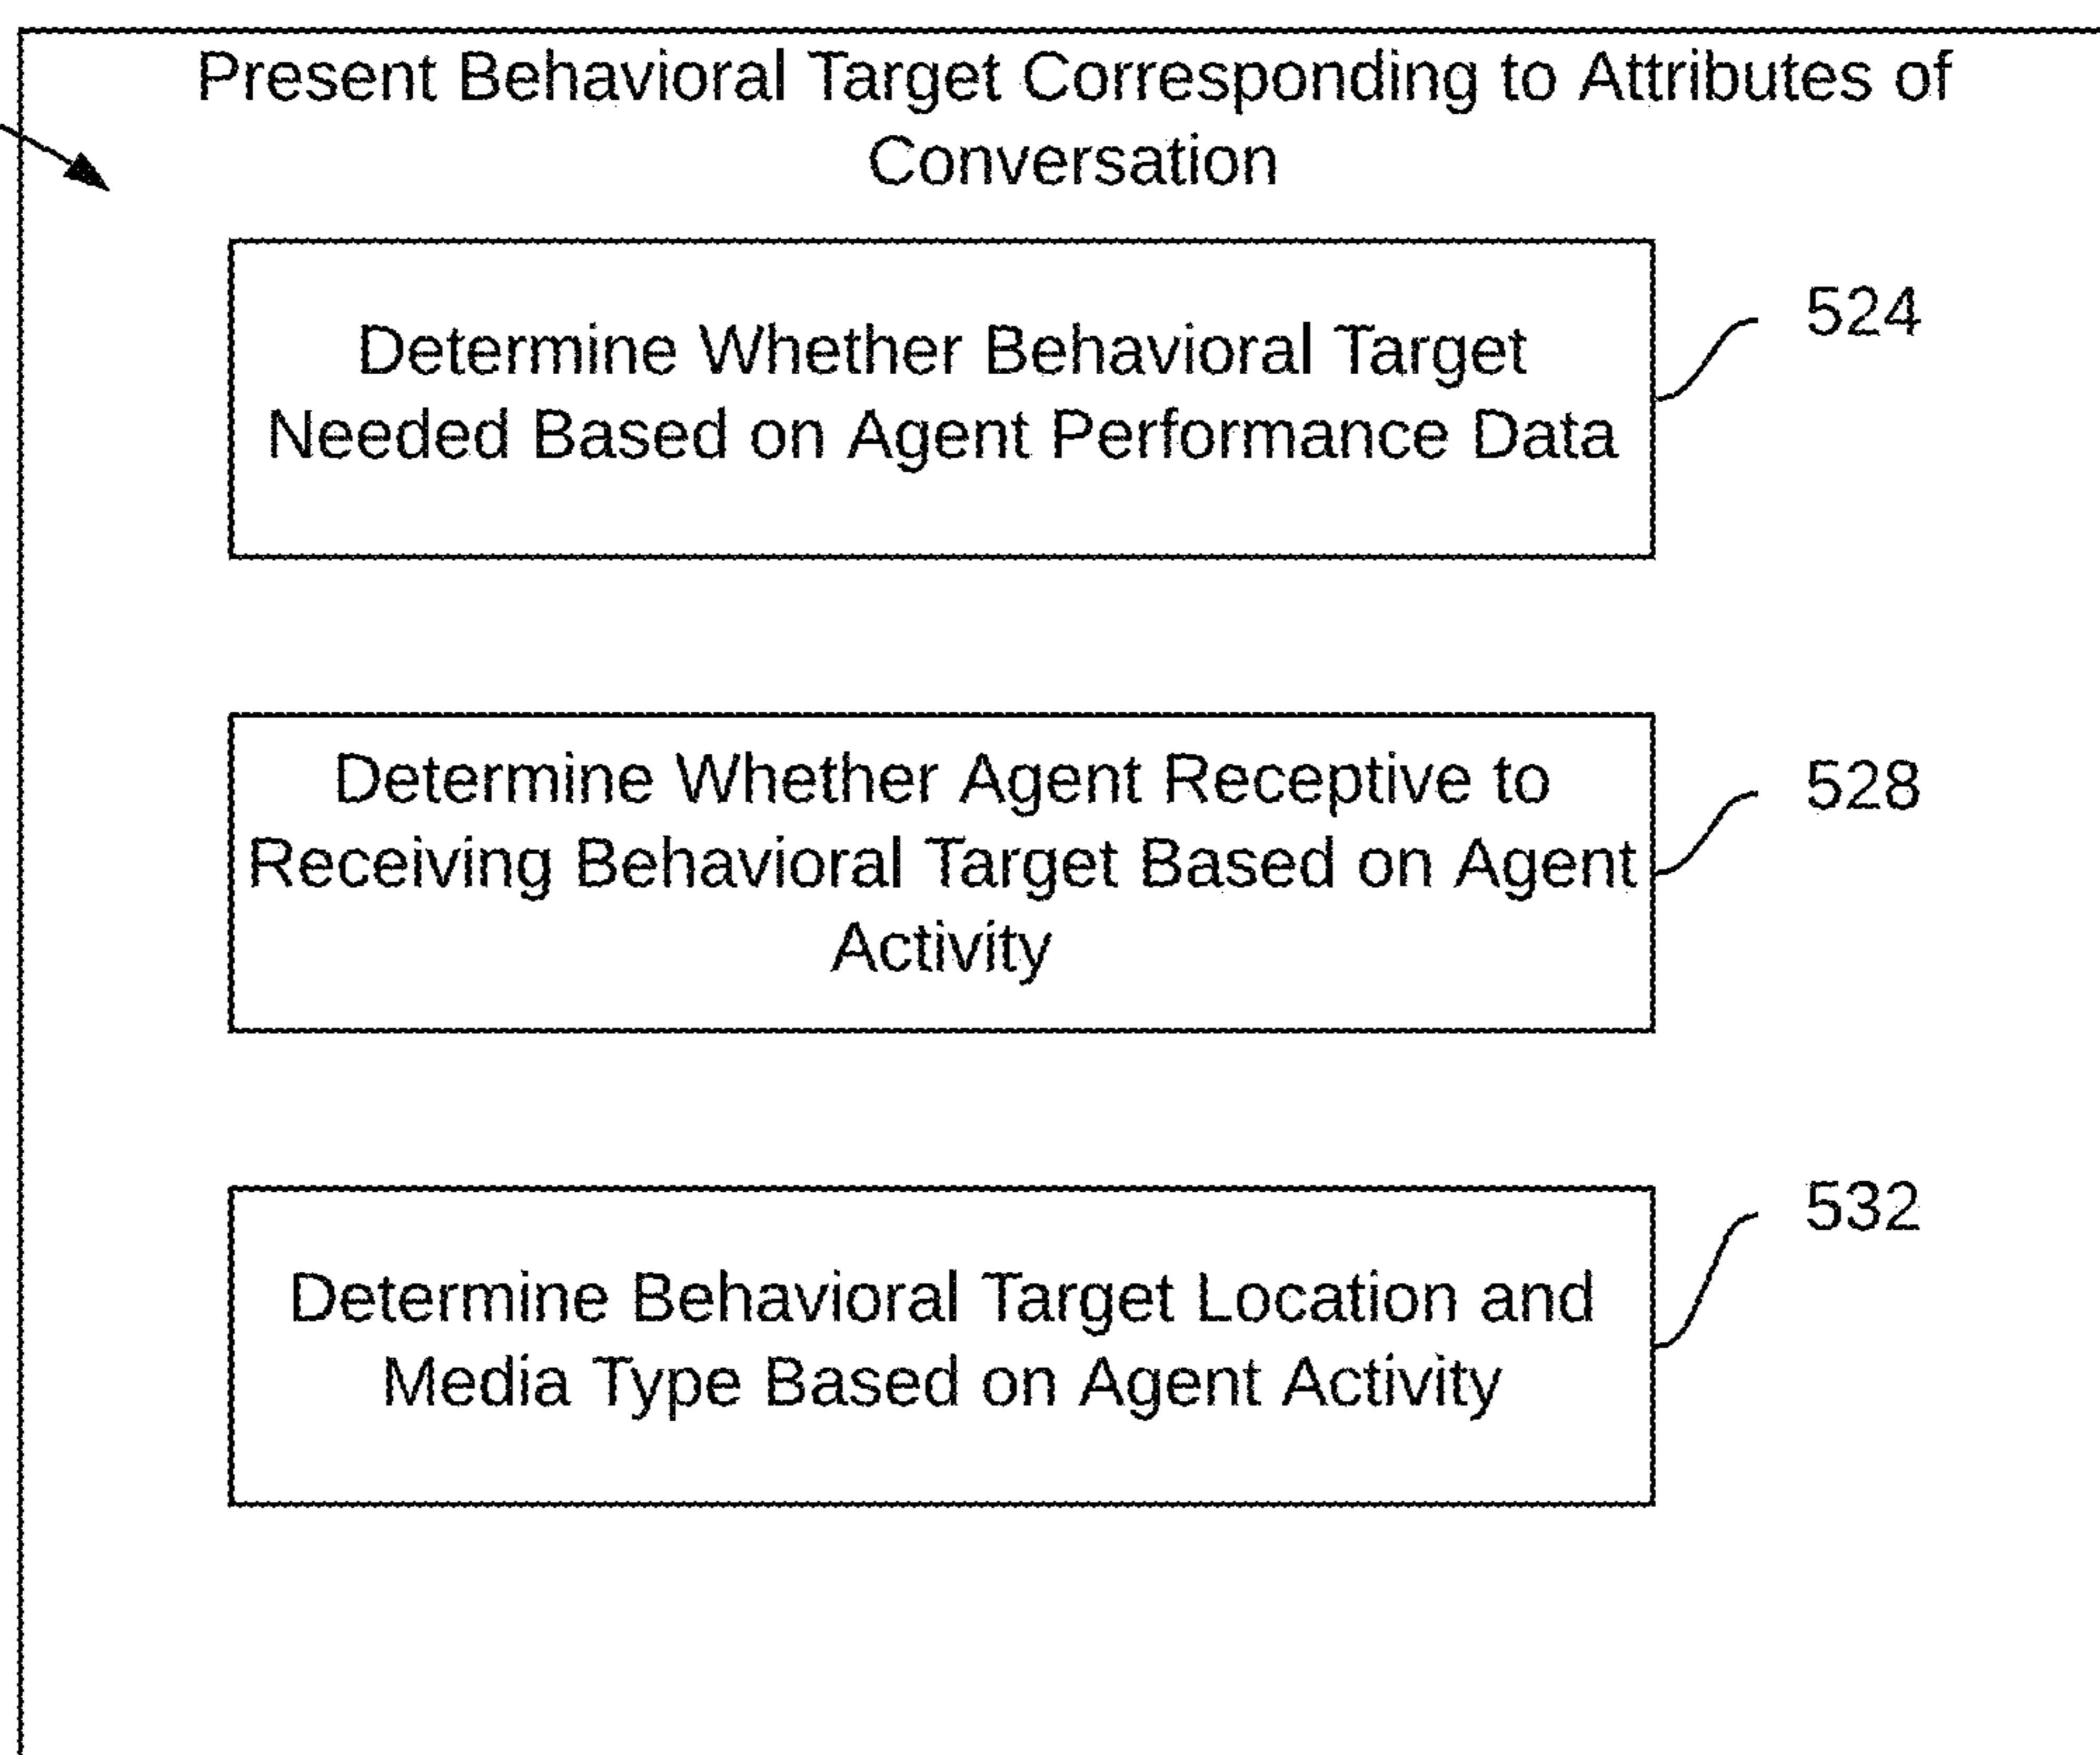 Present Behavioral Target Corresponding to Attributes of
Conversation
Determine Whether Behavioral Target
Needed Based on Agent Performance Data
524
Determine Whether Agent Receptive to
Receiving Behavioral Target Based on Agent
Activity
528
Determine Behavioral Target Location and
Media Type Based on Agent Activity
532